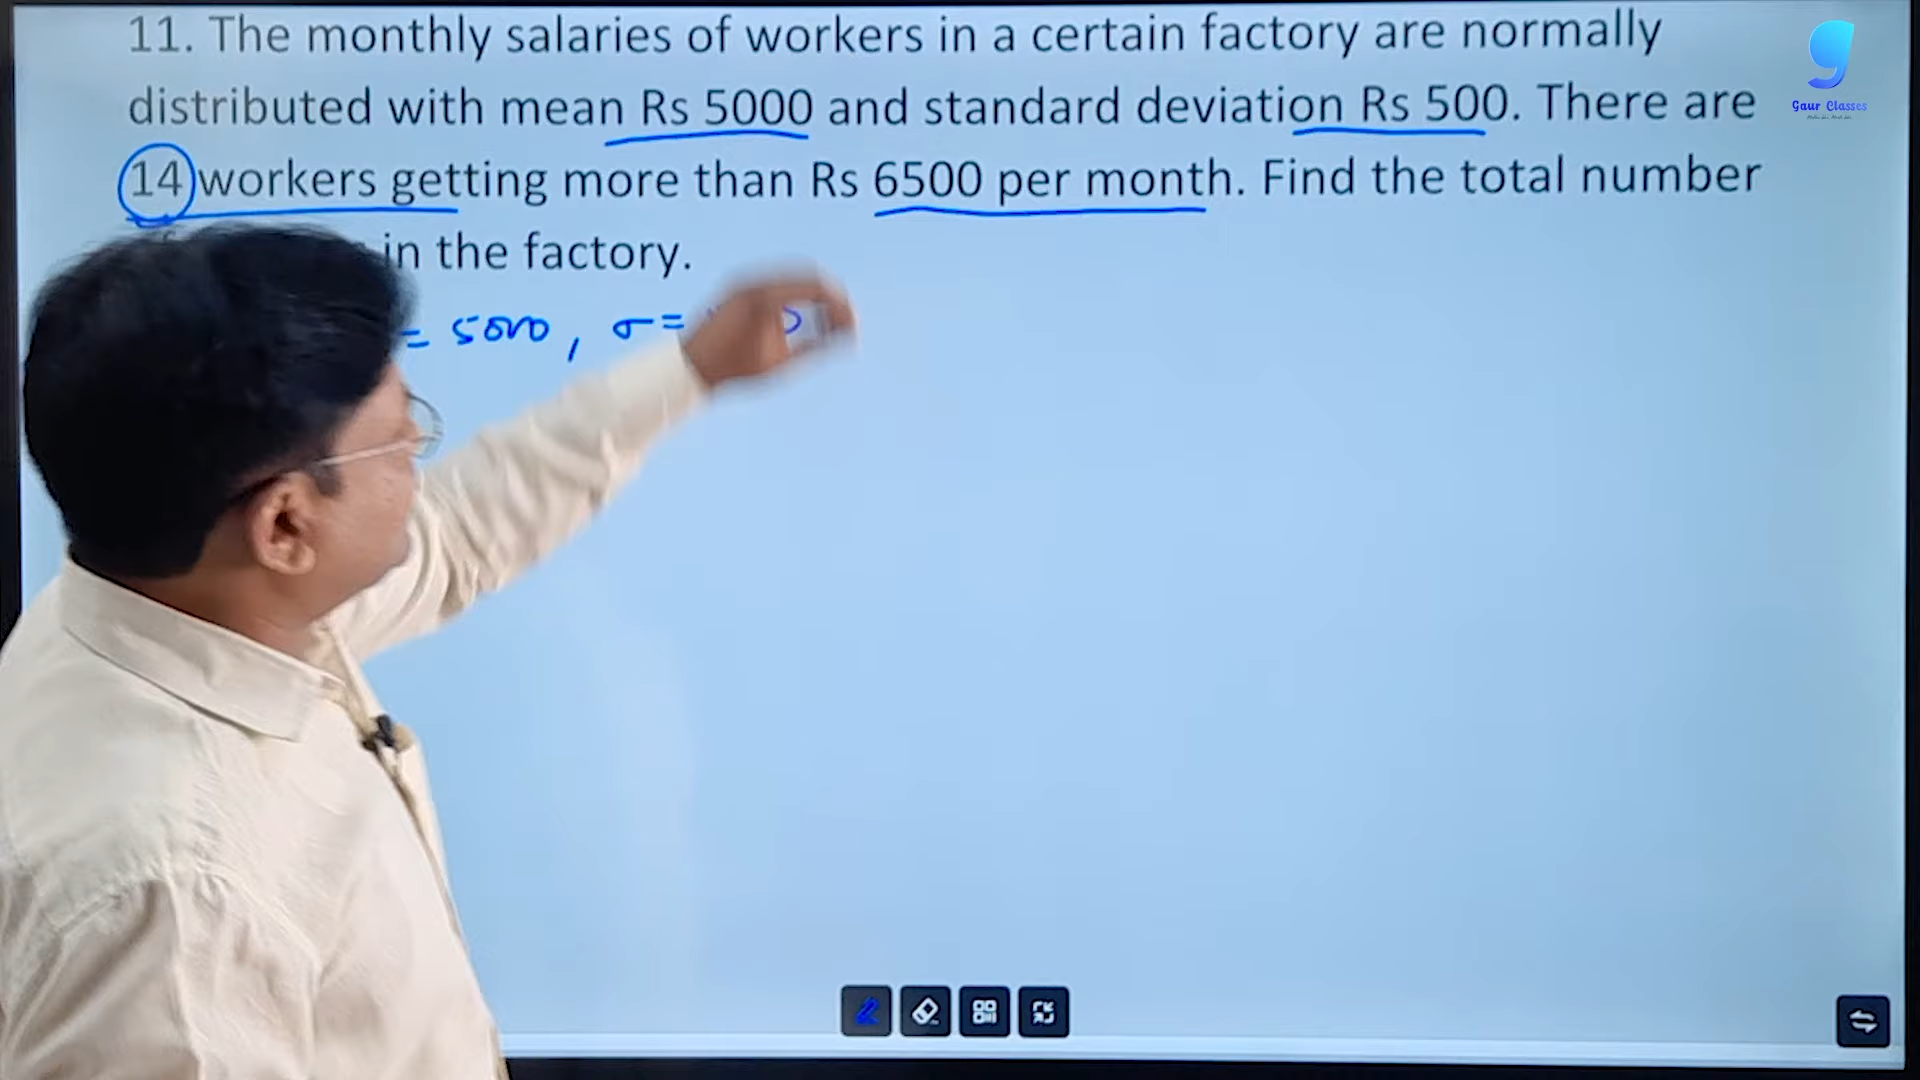 11. The monthly salaries of workers in a certain factory are normally
distributed with mean Rs 5000 and standard deviation Rs 500. There are
14 workers getting more than Rs 6500 per month. Find the total number
in the factory.
= 5000, σ=
g
Gaur Classes